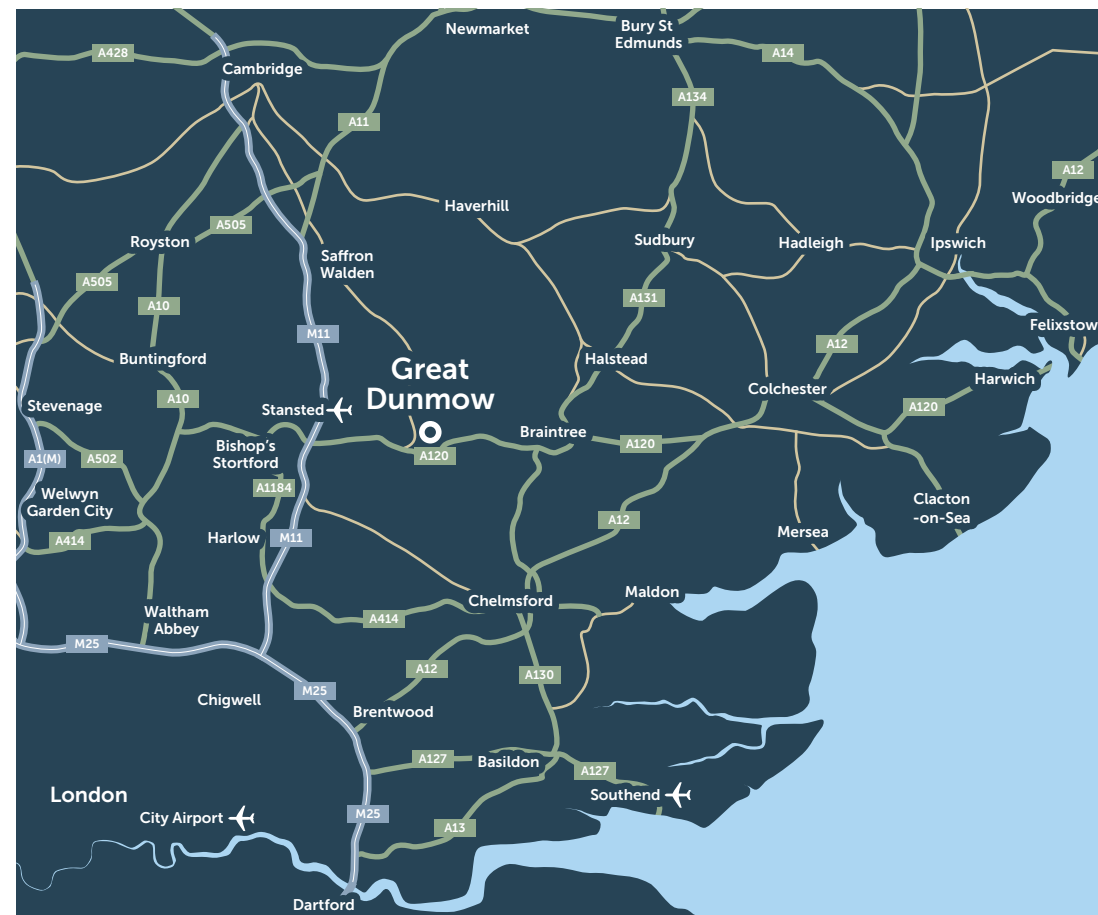 Newmarket
Bury St
Edmunds
A428
A14
Cambridge
A134
A11
A12
Woodbridge
Haverhill
A505
Royston
Sudbury
Hadleigh
Ipswich
Saffron
Walden
A505
A131
A10
Felixstow
M11
A12
Buntingford
Halstead
Great
Dunmow
Harwich
Colchester
A10
Stevenage
Stansted
A120
Braintree
A120
Bishop's
Stortford
A120
A1(M)
A502
A1184
Welwyn
Garden City
Clacton
-on-Sea
A12
Mersea
A414
Harlow
M11
Maldon
Chelmsford
Waltham
Abbey
A414
M25
A12
A130
M25
Chigwell
Brentwood
A127
Basildon
A127
London
Southend
City Airport
M25
A13
Dartford